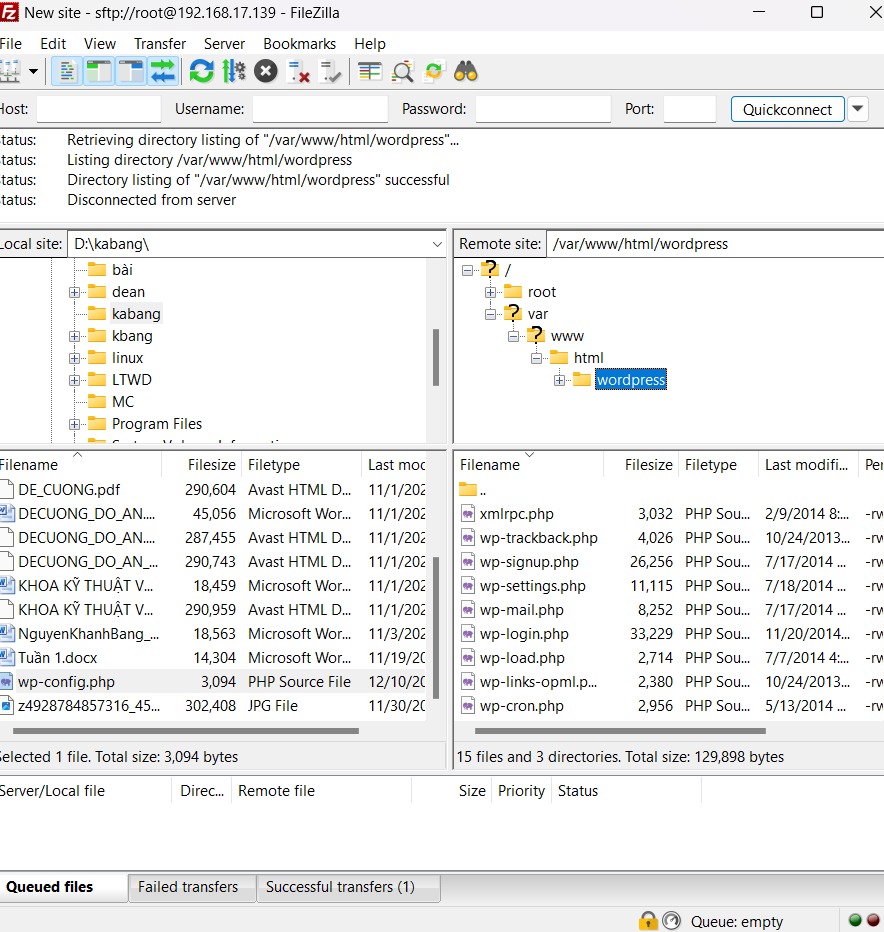 New site - sftp://root@192.168.17.139 - FileZilla
File Edit View Transfer Server Bookmarks Help
Host: Username: Password: Port: Quickconnect
Status: Retrieving directory listing of "/var/www/html/wordpress"...
Status: Listing directory /var/www/html/wordpress
Status: Directory listing of "/var/www/html/wordpress" successful
Status: Disconnected from server
Local site: D:\kabang\
bài
dean
kabang
kbang
linux
LTWD
MC
Program Files
Remote site: /var/www/html/wordpress
/
root
var
www
html
wordpress
Filename Filesize Filetype Last mod
DE_CUONG.pdf 290,604 Avast HTML D... 11/1/202
DECUONG_DO_AN.... 45,056 Microsoft Wor... 11/1/202
DECUONG_DO_AN.... 287,455 Avast HTML D... 11/1/202
DECUONG_DO_AN_... 290,743 Avast HTML D... 11/1/202
KHOA KỸ THUẬT V... 18,459 Microsoft Wor... 11/1/202
KHOA KỸ THUẬT V... 290,959 Avast HTML D... 11/1/202
NguyenKhanhBang_... 18,563 Microsoft Wor... 11/3/202
Tuần 1.docx 14,304 Microsoft Wor... 11/19/20
wp-config.php 3,094 PHP Source File 12/10/20
z4928784857316_45... 302,408 JPG File 11/30/20
Selected 1 file. Total size: 3,094 bytes
Filename Filesize Filetype Last modifi... Per
..
xmlrpc.php 3,032 PHP Sou... 2/9/2014 8:... -rw
wp-trackback.php 4,026 PHP Sou... 10/24/2013... -rw
wp-signup.php 26,256 PHP Sou... 7/17/2014 ... -rw
wp-settings.php 11,115 PHP Sou... 7/18/2014 ... -rw
wp-mail.php 8,252 PHP Sou... 7/17/2014 ... -rw
wp-login.php 33,229 PHP Sou... 11/20/2014... -rw
wp-load.php 2,714 PHP Sou... 7/7/2014 4:... -rw
wp-links-opml.p... 2,380 PHP Sou... 10/24/2013... -rw
wp-cron.php 2,956 PHP Sou... 5/13/2014 ... -rw
15 files and 3 directories. Total size: 129,898 bytes
Server/Local file Direc... Remote file Size Priority Status
Queued files Failed transfers Successful transfers (1)
Queue: empty